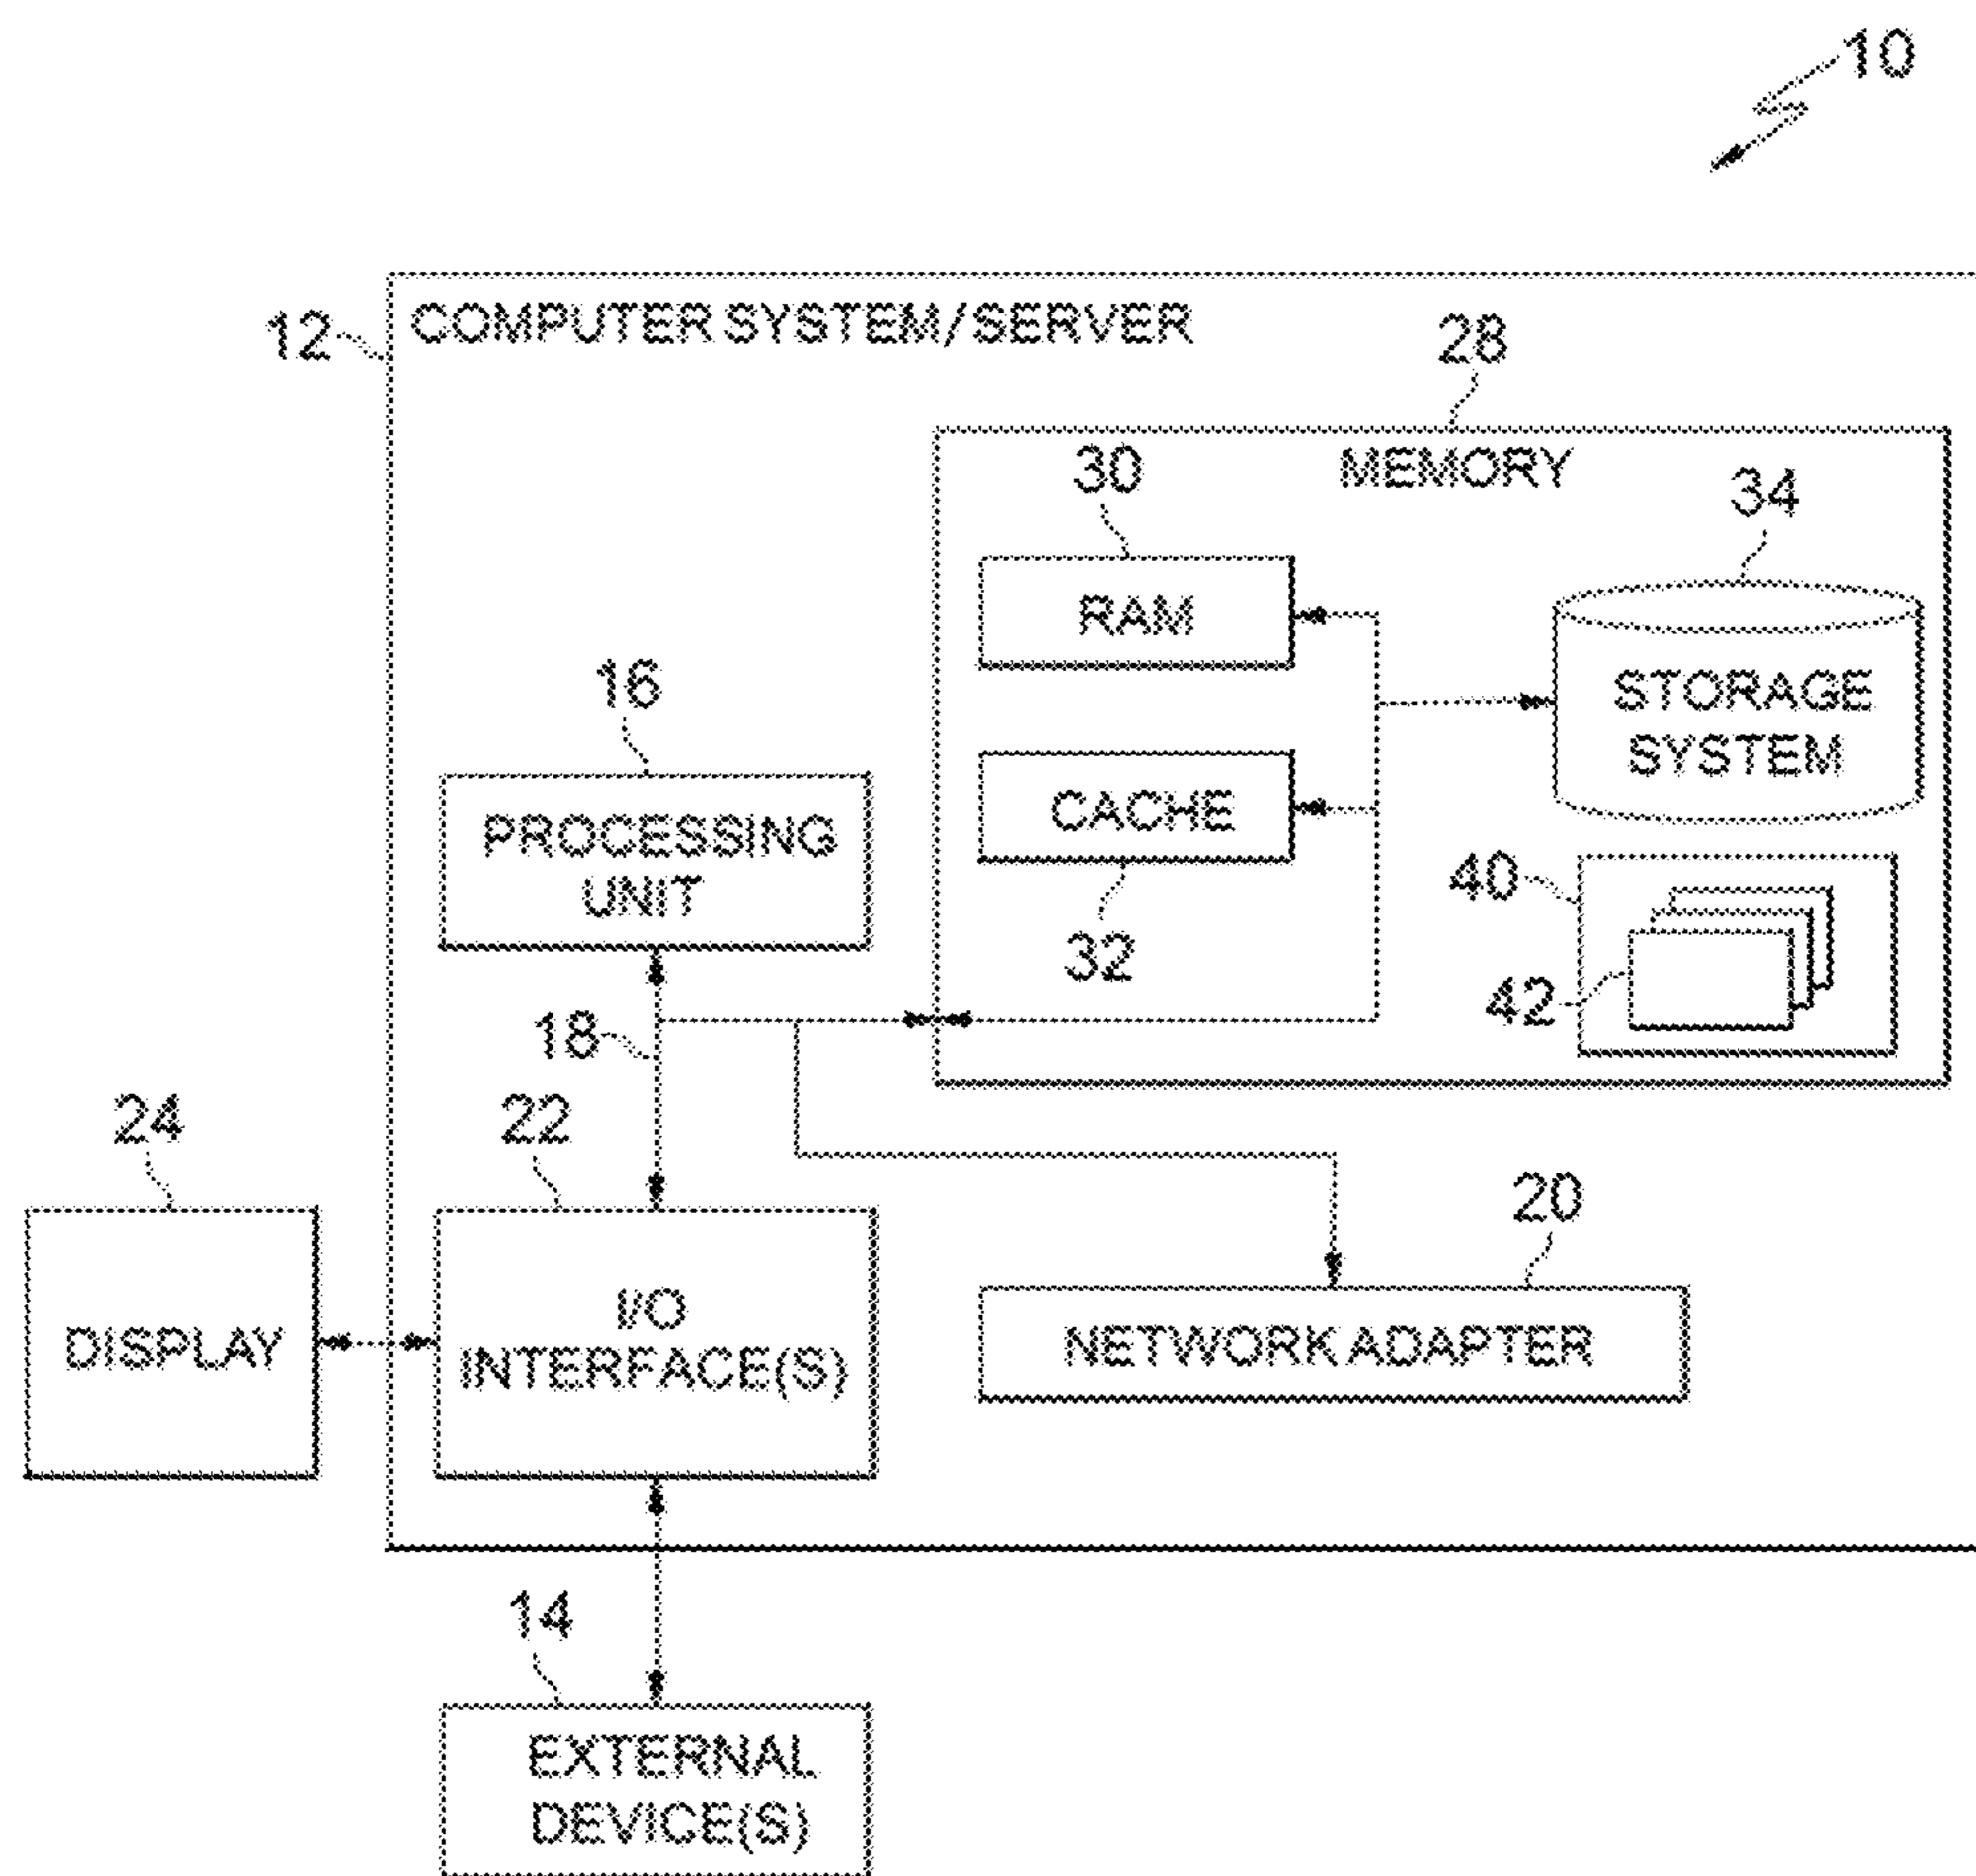 10
12
COMPUTER SYSTEM/SERVER
28
MEMORY
30
34
RAM
STORAGE
SYSTEM
16
CACHE
PROCESSING
UNIT
32
40
42
18
24
22
20
DISPLAY
I/O
INTERFACE(S)
NETWORK ADAPTER
14
EXTERNAL
DEVICE(S)